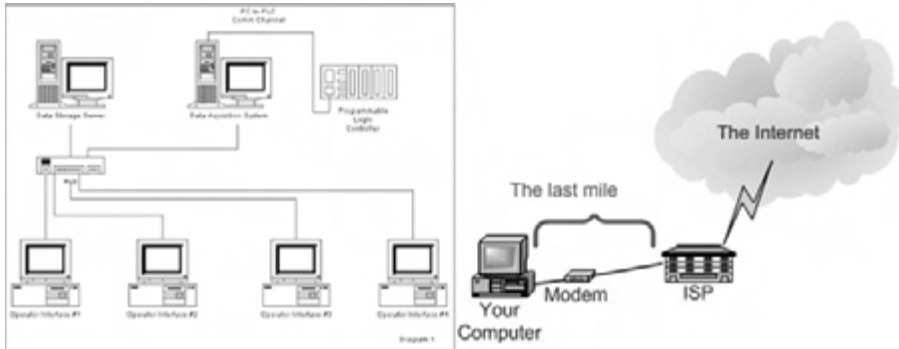 PC to PLC
Comm Channel
Data Storage Server
Data Aquisition System
Programmable
Logic
Controller
Hub
Operator Interface #1
Operator Interface #2
Operator Interface #3
Operator Interface #4
Diagram 1
The Internet
The last mile
Modem
ISP
Your
Computer